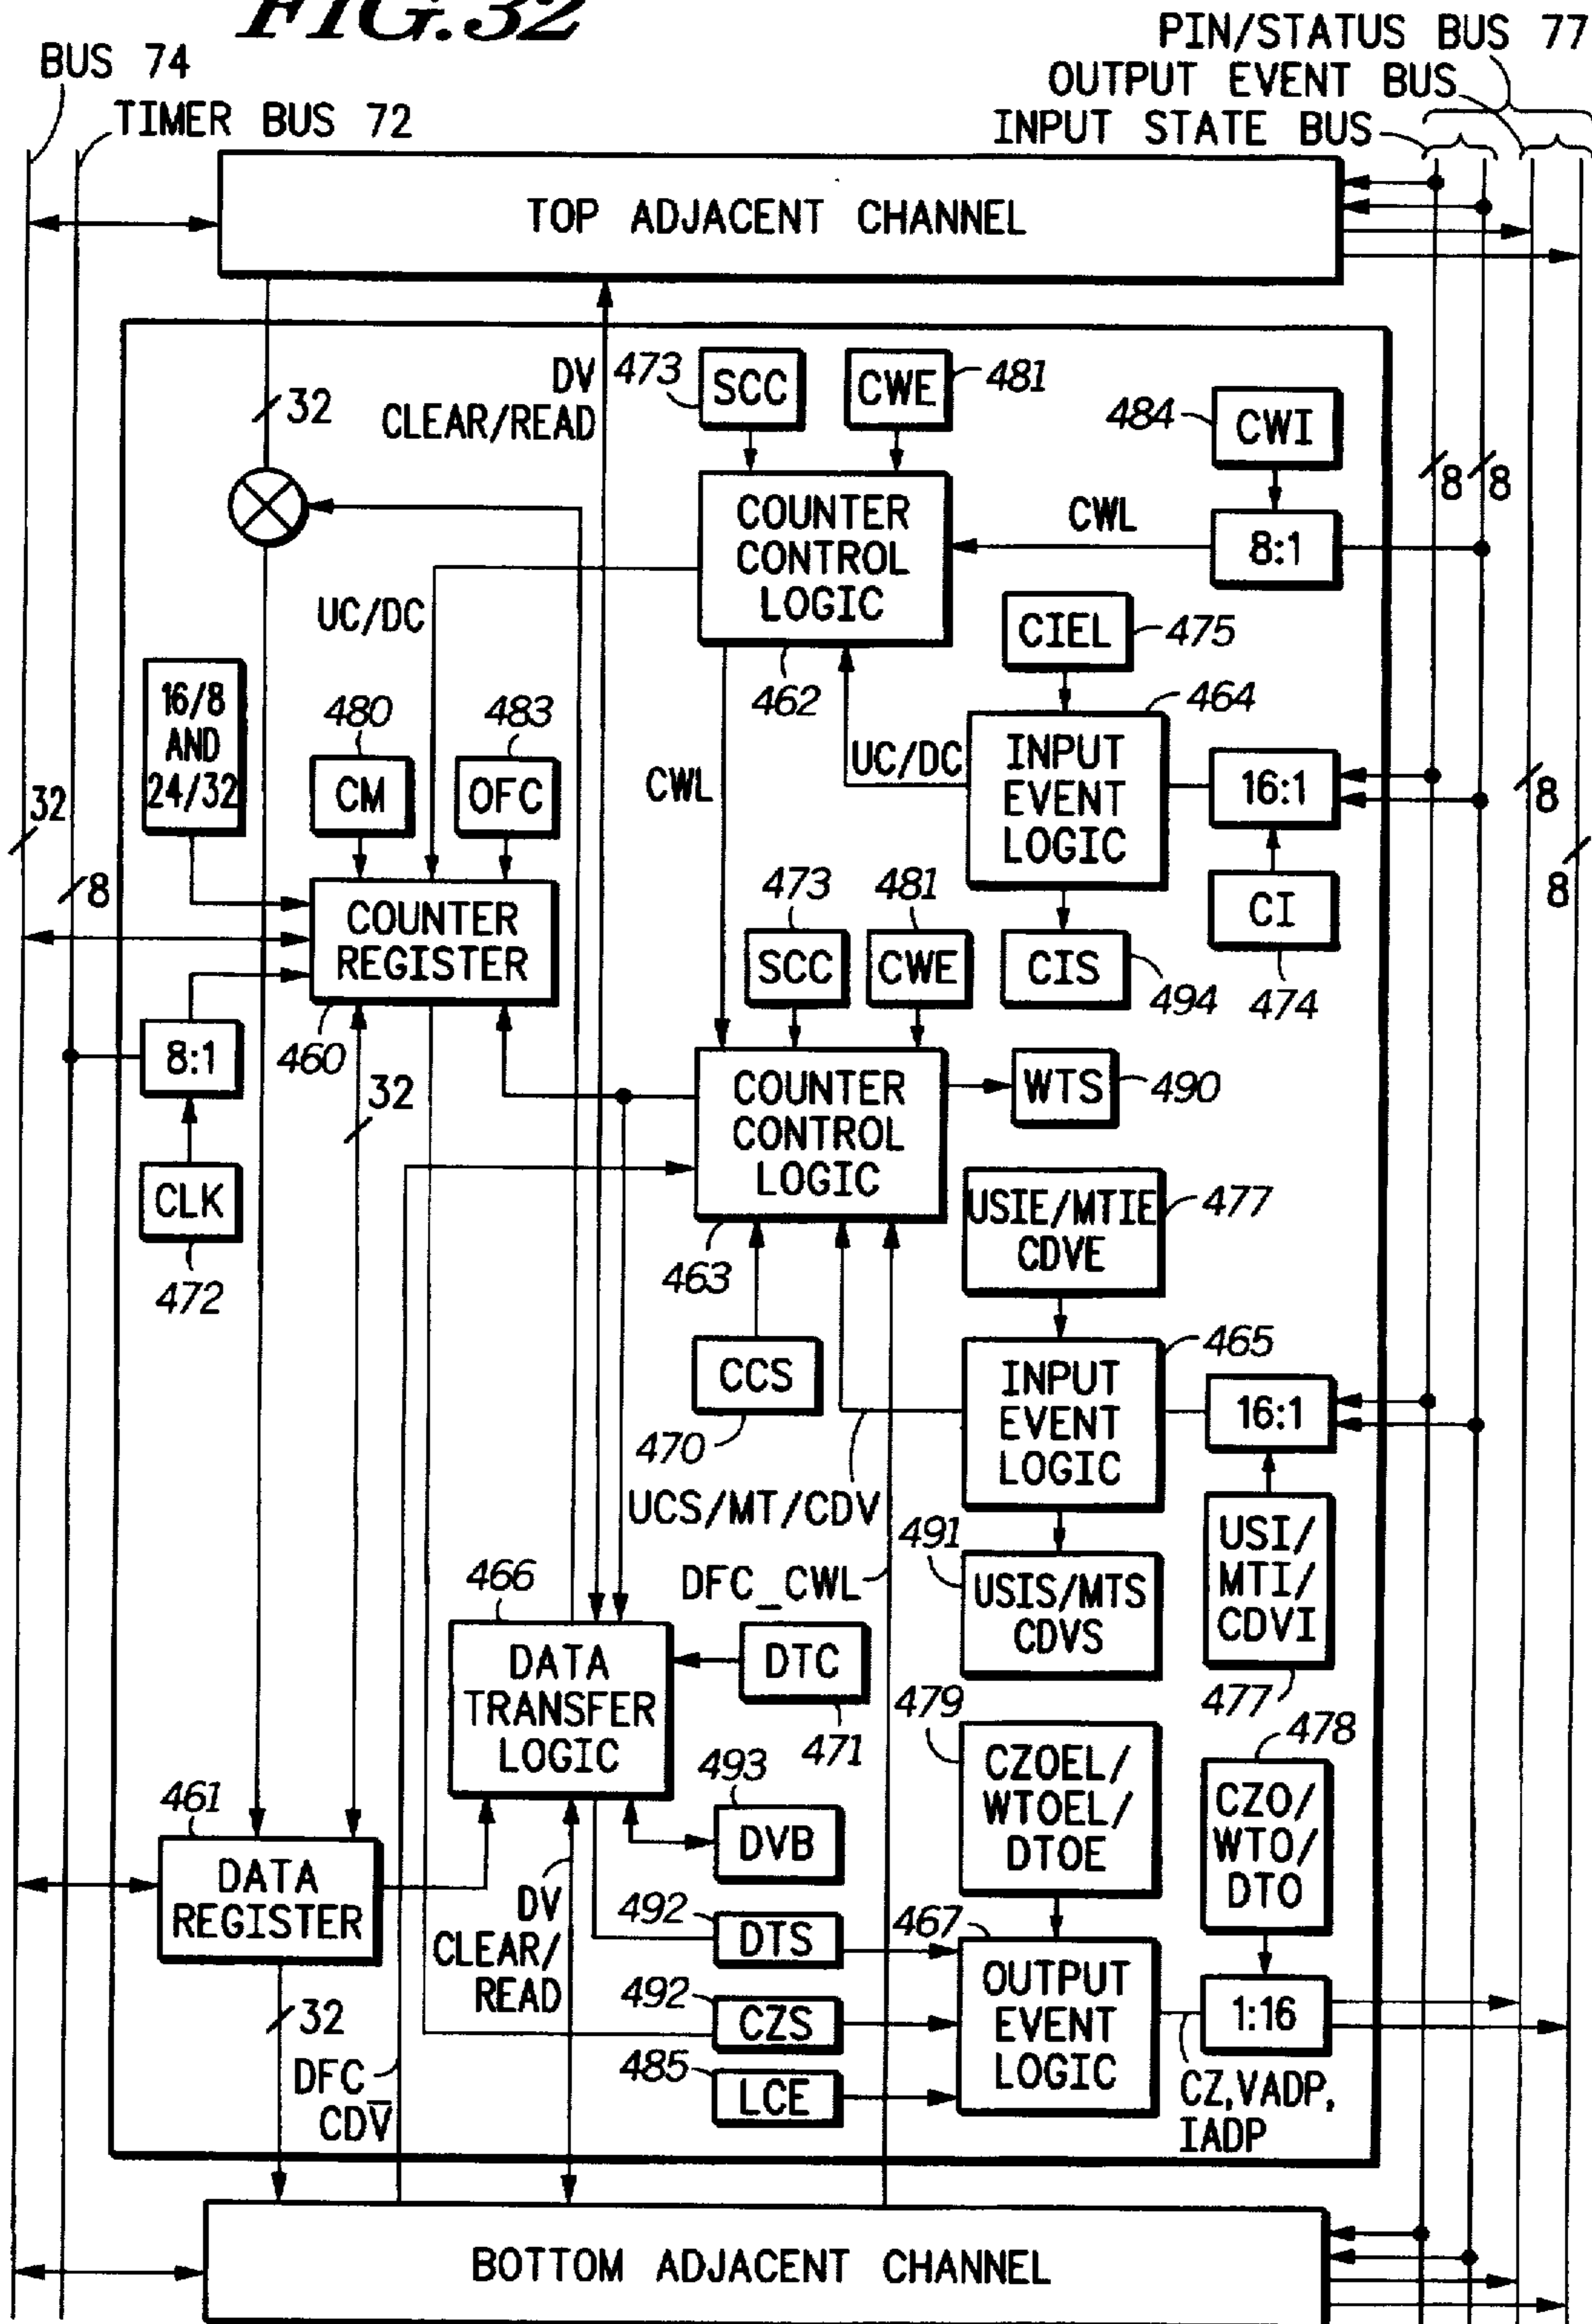 FIG. 32
BUS 74
TIMER BUS 72
PIN/STATUS BUS 77
OUTPUT EVENT BUS
INPUT STATE BUS
TOP ADJACENT CHANNEL
32
DV
CLEAR/READ
473
SCC
CWE
481
484
CWI
8
8
COUNTER
CONTROL
LOGIC
462
CWL
8:1
UC/DC
CIEL
475
16/8
AND
24/32
480
CM
483
OFC
CWL
UC/DC
INPUT
EVENT
LOGIC
464
16:1
8
8
32
8
COUNTER
REGISTER
460
473
SCC
481
CWE
CIS
494
CI
474
8:1
32
COUNTER
CONTROL
LOGIC
463
WTS
490
CLK
472
USIE/MTIE
CDVE
477
CCS
470
INPUT
EVENT
LOGIC
465
16:1
UCS/MT/CDV
491
USIS/MTS
CDVS
USI/
MTI/
CDVI
477
466
DFC_CWL
DATA
TRANSFER
LOGIC
DTC
471
479
CZOEL/
WTOEL/
DTOE
478
CZO/
WTO/
DTO
461
DATA
REGISTER
493
DVB
DV
CLEAR/
READ
492
DTS
467
OUTPUT
EVENT
LOGIC
1:16
492
CZS
485
LCE
CZ,VADP,
IADP
32
DFC_
CDV̅
BOTTOM ADJACENT CHANNEL